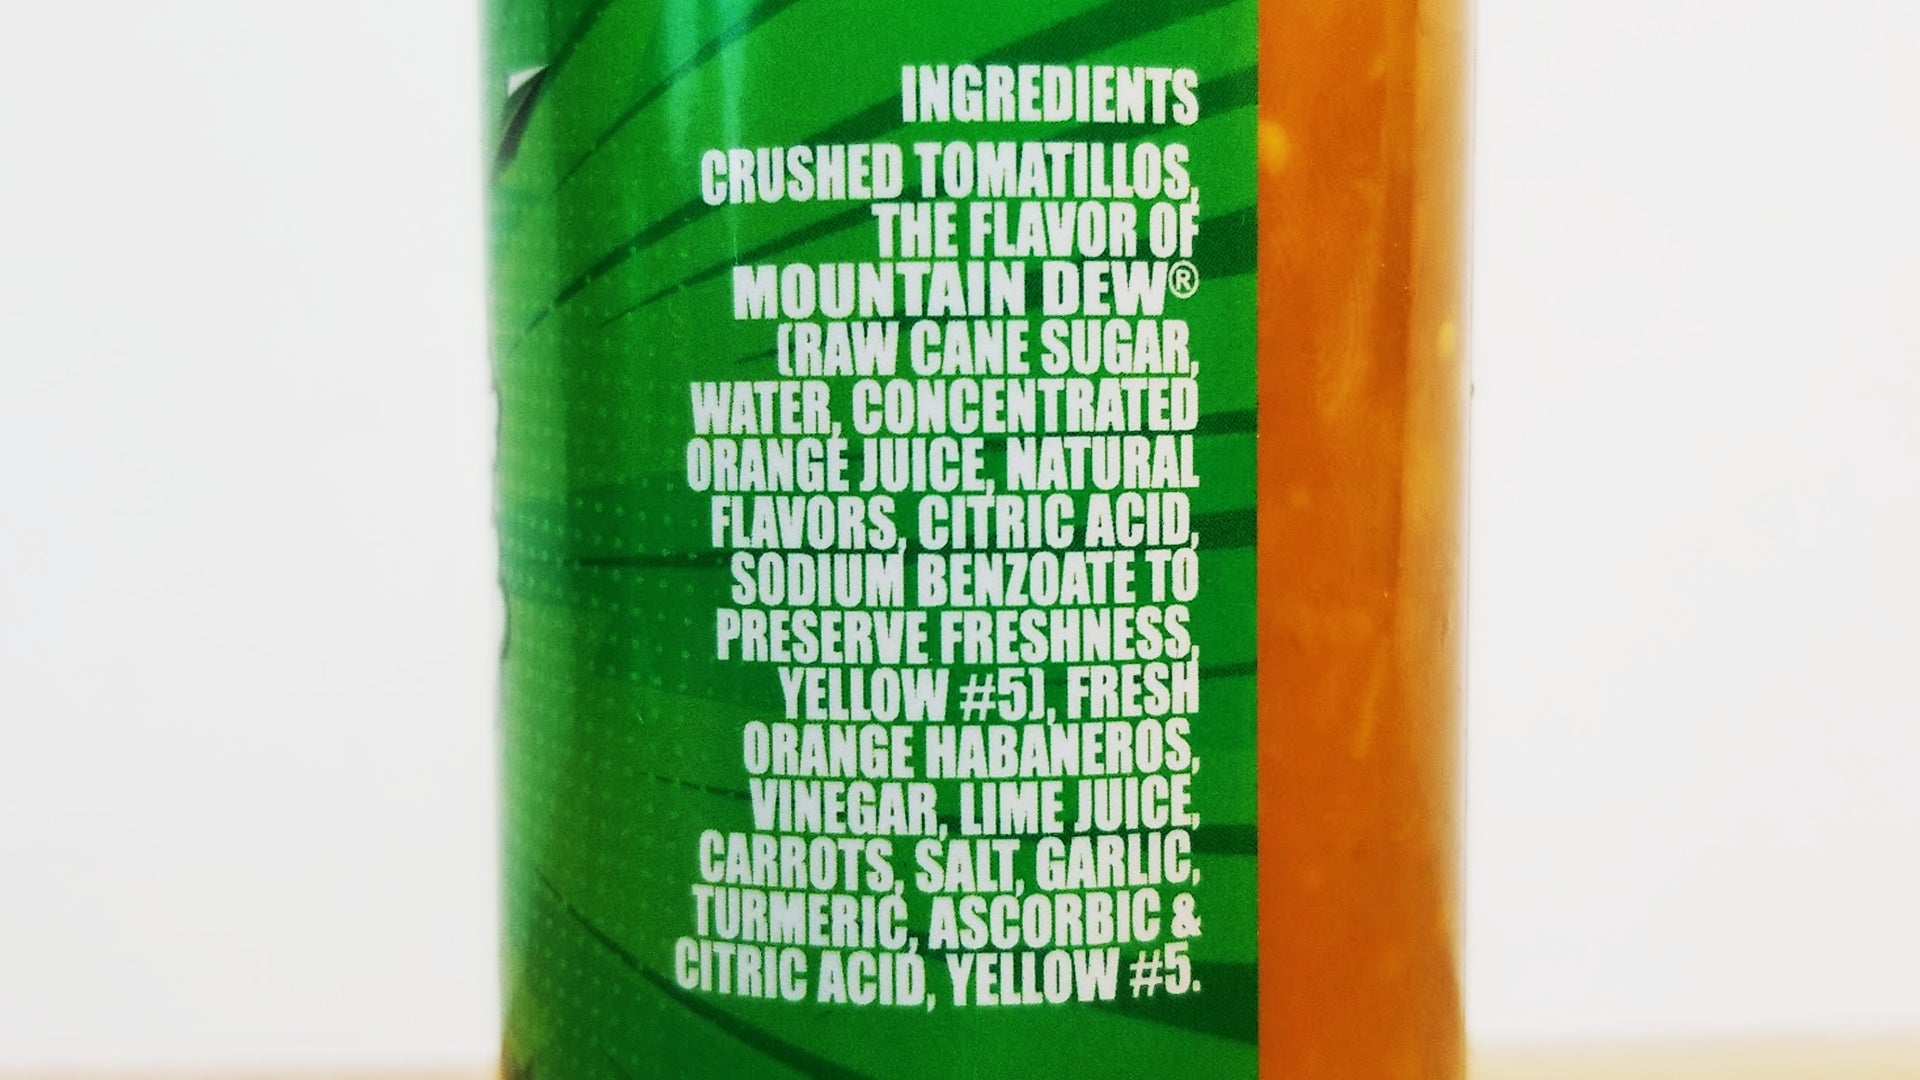 INGREDIENTS
CRUSHED TOMATILLOS,
THE FLAVOR OF
MOUNTAIN DEW®
(RAW CANE SUGAR,
WATER, CONCENTRATED
ORANGE JUICE, NATURAL
FLAVORS, CITRIC ACID,
SODIUM BENZOATE TO
PRESERVE FRESHNESS,
YELLOW #5), FRESH
ORANGE HABANEROS,
VINEGAR, LIME JUICE,
CARROTS, SALT, GARLIC,
TURMERIC, ASCORBIC &
CITRIC ACID, YELLOW #5.